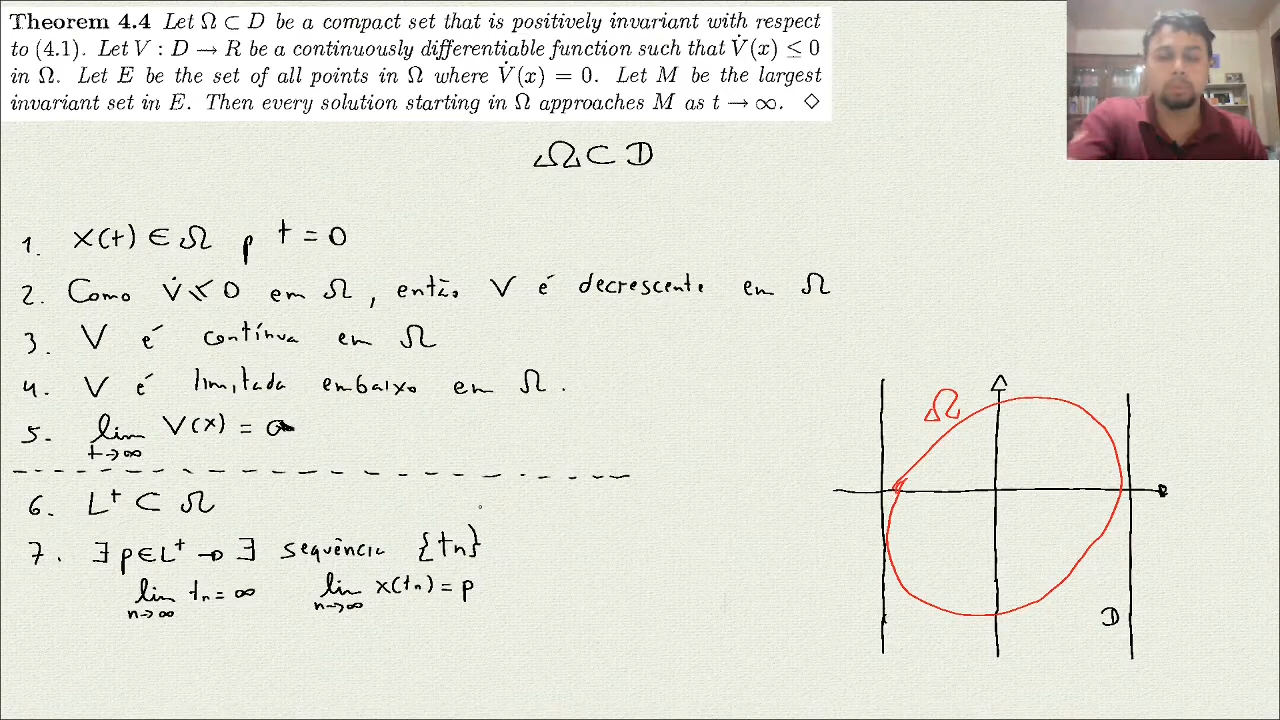 Theorem 4.4 Let Ω ⊂ D be a compact set that is positively invariant with respect
to (4.1). Let V : D → R be a continuously differentiable function such that V̇(x) ≤ 0
in Ω. Let E be the set of all points in Ω where V̇(x) = 0. Let M be the largest
invariant set in E. Then every solution starting in Ω approaches M as t → ∞. ◇
Ω ⊂ D
1. x(t) ∈ Ω p t = 0
2. Como V̇ ≤ 0 em Ω, então V é decrescente em Ω
3. V é contínua em Ω
4. V é limitada embaixo em Ω.
5. lim V(x) = a
t→∞
6. L⁺ ⊂ Ω
7. ∃ p ∈ L⁺ → ∃ sequência {tn}
lim tn = ∞ lim x(tn) = p
n→∞ n→∞
Ω
D